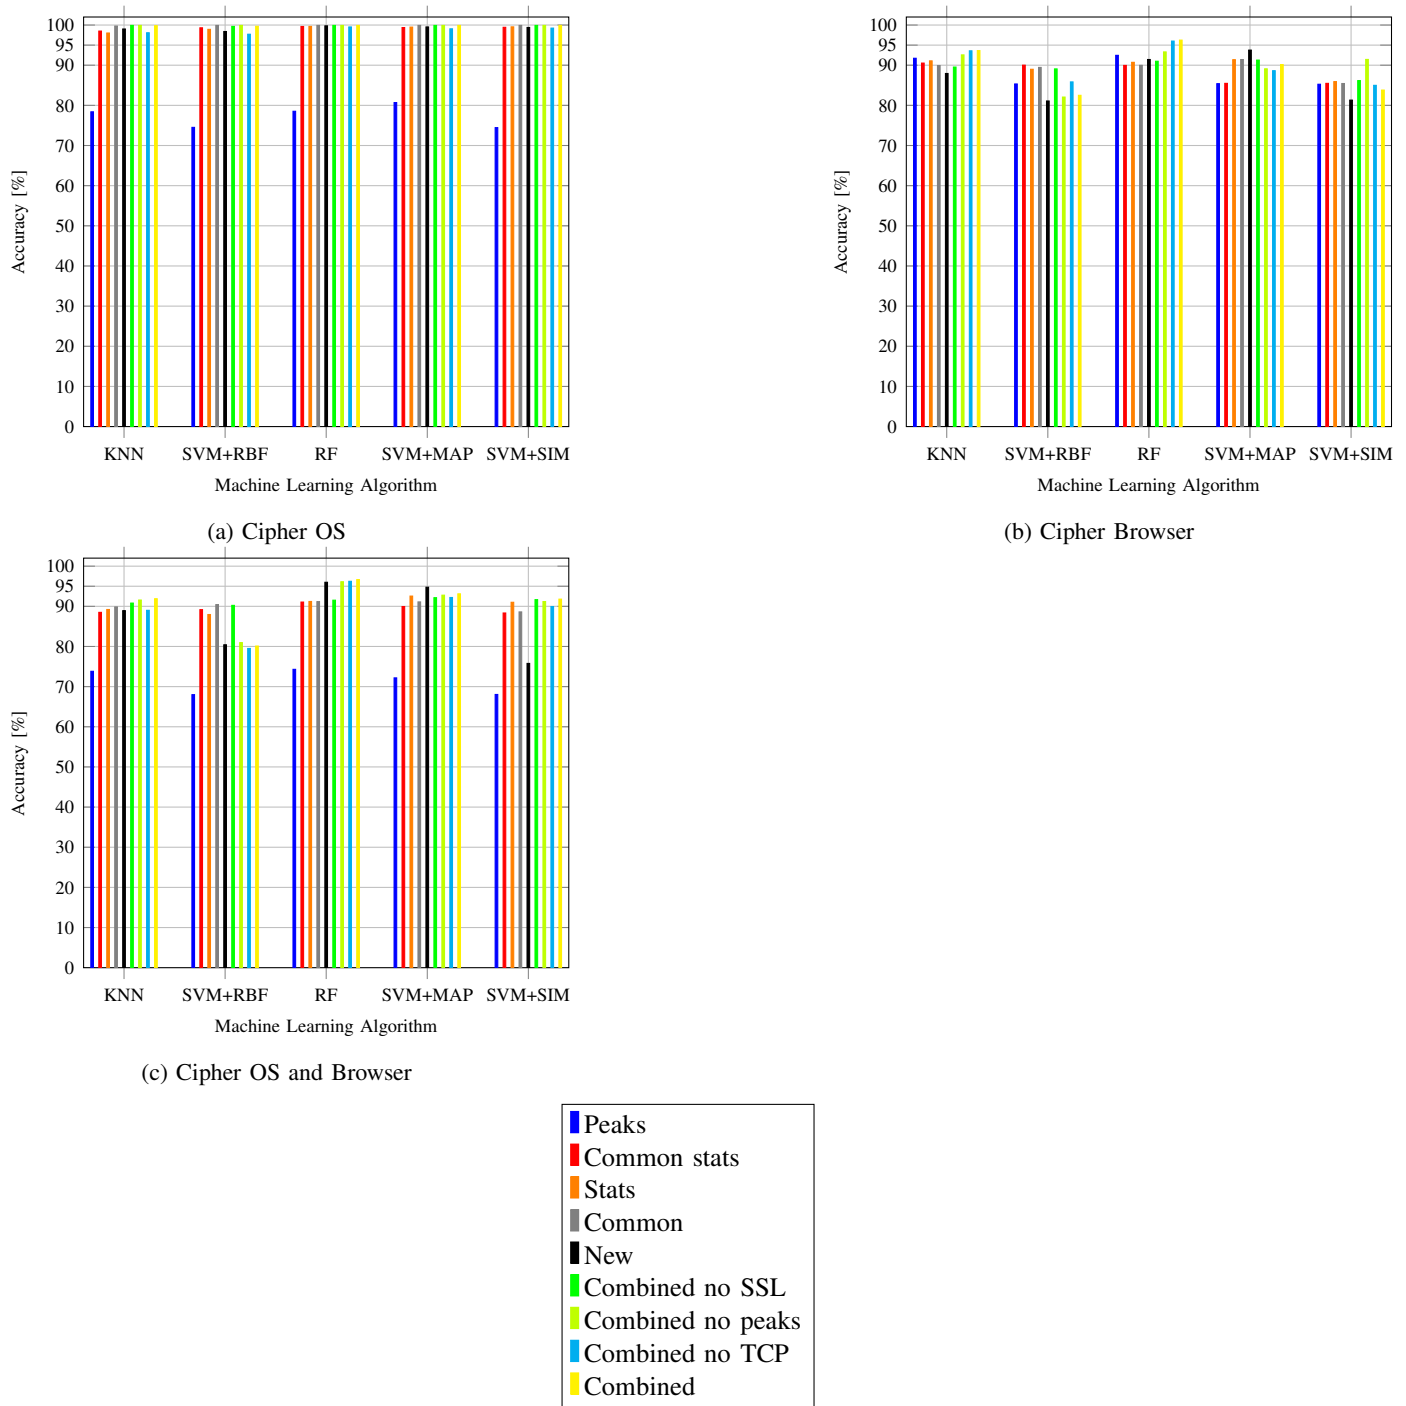 100
95
90
80
70
60
50
40
30
20
10
0
Accuracy [%]
KNN SVM+RBF RF SVM+MAP SVM+SIM
Machine Learning Algorithm
(a) Cipher OS
100
95
90
80
70
60
50
40
30
20
10
0
Accuracy [%]
KNN SVM+RBF RF SVM+MAP SVM+SIM
Machine Learning Algorithm
(b) Cipher Browser
100
95
90
80
70
60
50
40
30
20
10
0
Accuracy [%]
KNN SVM+RBF RF SVM+MAP SVM+SIM
Machine Learning Algorithm
(c) Cipher OS and Browser
Peaks
Common stats
Stats
Common
New
Combined no SSL
Combined no peaks
Combined no TCP
Combined